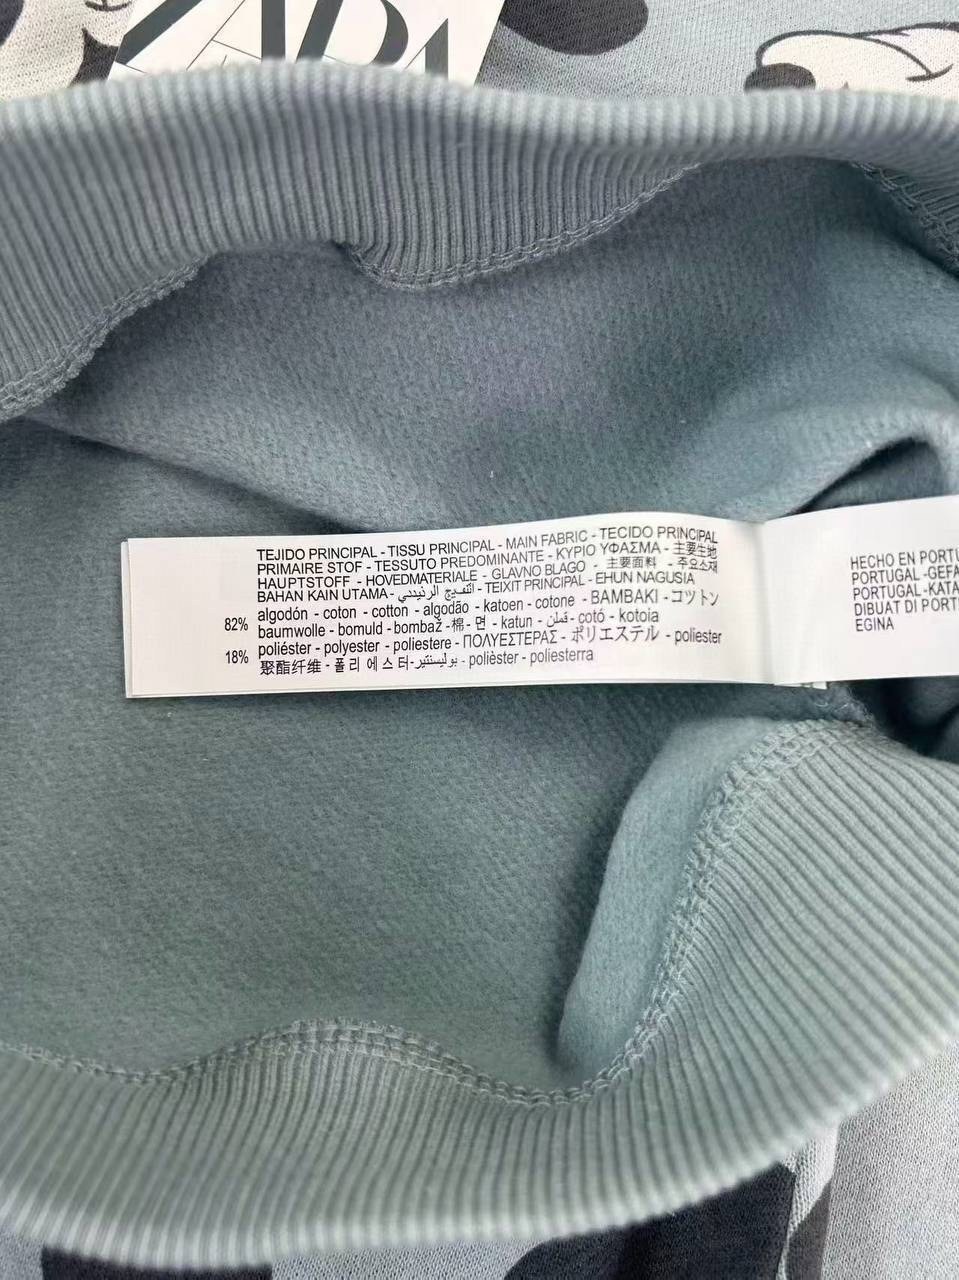 ZARA
TEJIDO PRINCIPAL - TISSU PRINCIPAL - MAIN FABRIC - TECIDO PRINCIPAL
PRIMAIRE STOF - TESSUTO PREDOMINANTE - ΚΥΡΙΟ ΥΦΑΣΜΑ - 主要生地
HAUPTSTOFF - HOVEDMATERIALE - GLAVNO BLAGO - 主要面料 - 주요소재
BAHAN KAIN UTAMA - TEIXIT PRINCIPAL - EHUN NAGUSIA
82% algodón - coton - cotton - algodão - katoen - cotone - ΒΑΜΒΑΚΙ - コットン
baumwolle - bomuld - bombaž - 棉 - 면 - katun - قطن - cotó - kotoia
18% poliéster - polyester - poliestere - ΠΟΛΥΕΣΤΕΡΑΣ - ポリエステル - poliester
聚酯纤维 - 폴리에스터 - بوليستير - polièster - poliesterra
HECHO EN PORTU
PORTUGAL -GEFA
PORTUGAL -KATA
DIBUAT DI PORT
EGINA